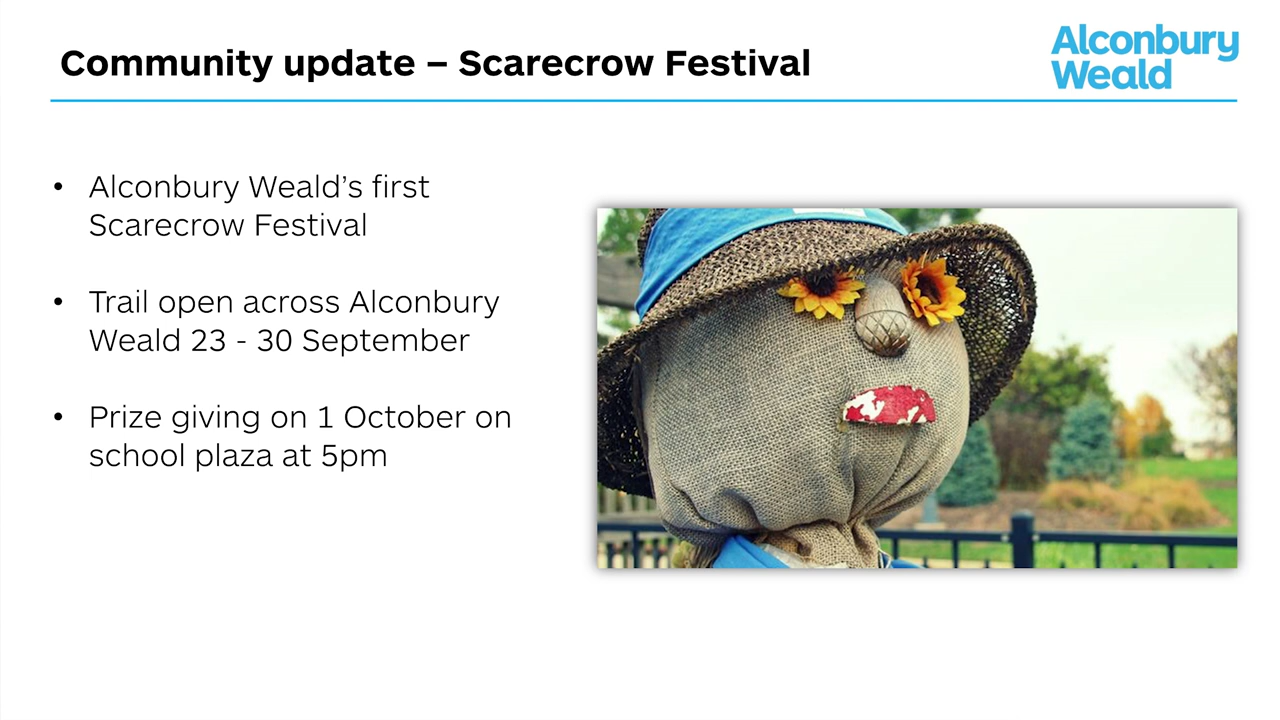 Community update – Scarecrow Festival
Alconbury
Weald
• Alconbury Weald’s first
Scarecrow Festival
• Trail open across Alconbury
Weald 23 - 30 September
• Prize giving on 1 October on
school plaza at 5pm